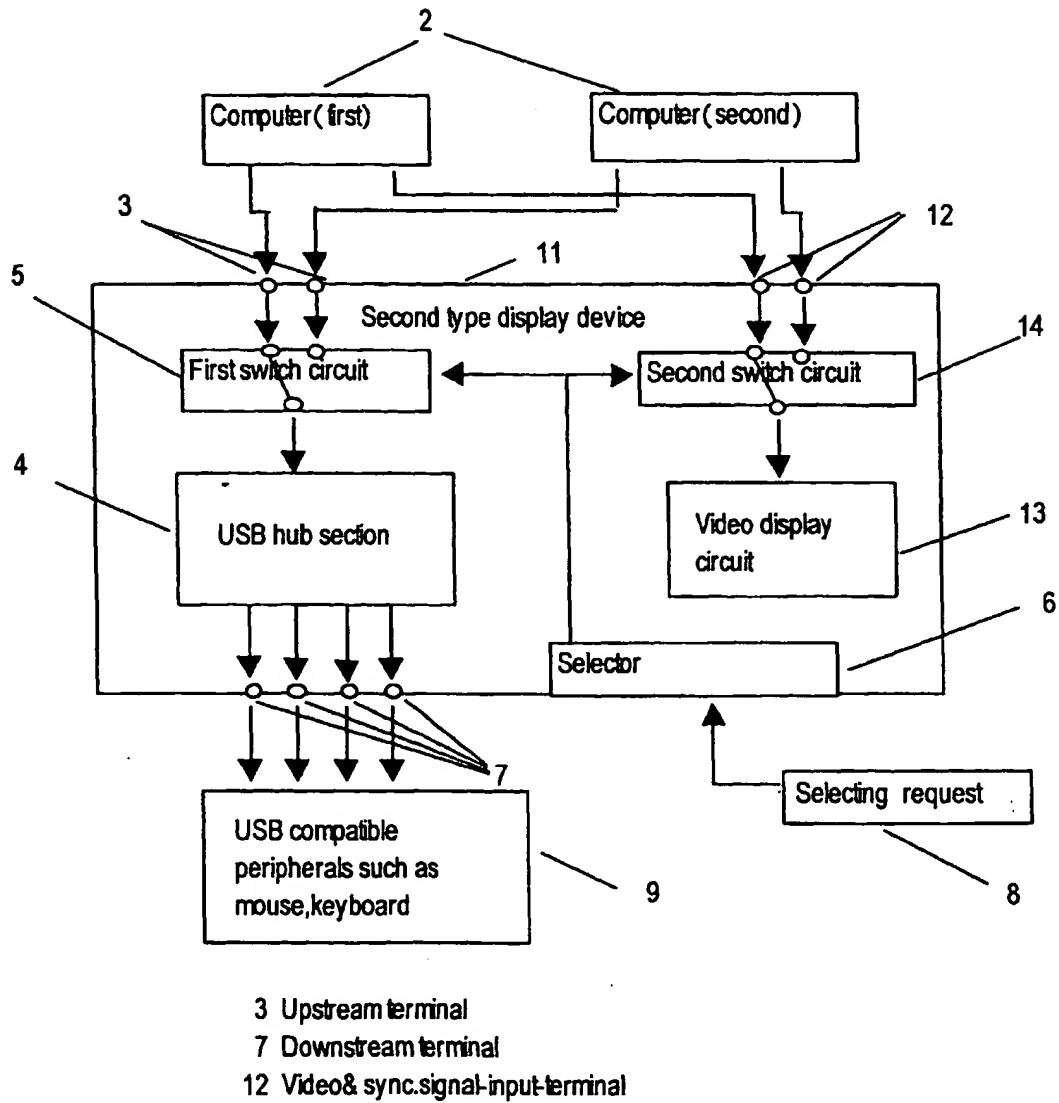 2
Computer(first)
Computer(second)
3
12
11
5
Second type display device
14
First switch circuit
Second switch circuit
4
USB hub section
Video display
circuit
13
6
Selector
7
Selecting request
USB compatible
peripherals such as
mouse,keyboard
9
8
3 Upstream terminal
7 Downstream terminal
12 Video& sync.signal-input-terminal